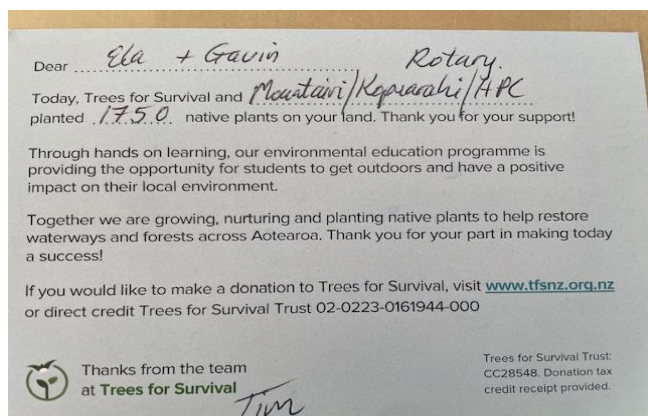 Dear Ela + Gavin Rotary.
Today, Trees for Survival and Mountain/Kopuarahi/HPC
planted 1750 native plants on your land. Thank you for your support!
Through hands on learning, our environmental education programme is
providing the opportunity for students to get outdoors and have a positive
impact on their local environment.
Together we are growing, nurturing and planting native plants to help restore
waterways and forests across Aotearoa. Thank you for your part in making today
a success!
If you would like to make a donation to Trees for Survival, visit www.tfsnz.org.nz
or direct credit Trees for Survival Trust 02-0223-0161944-000
Thanks from the team
at Trees for Survival
Tim
Trees for Survival Trust:
CC28548. Donation tax
credit receipt provided.